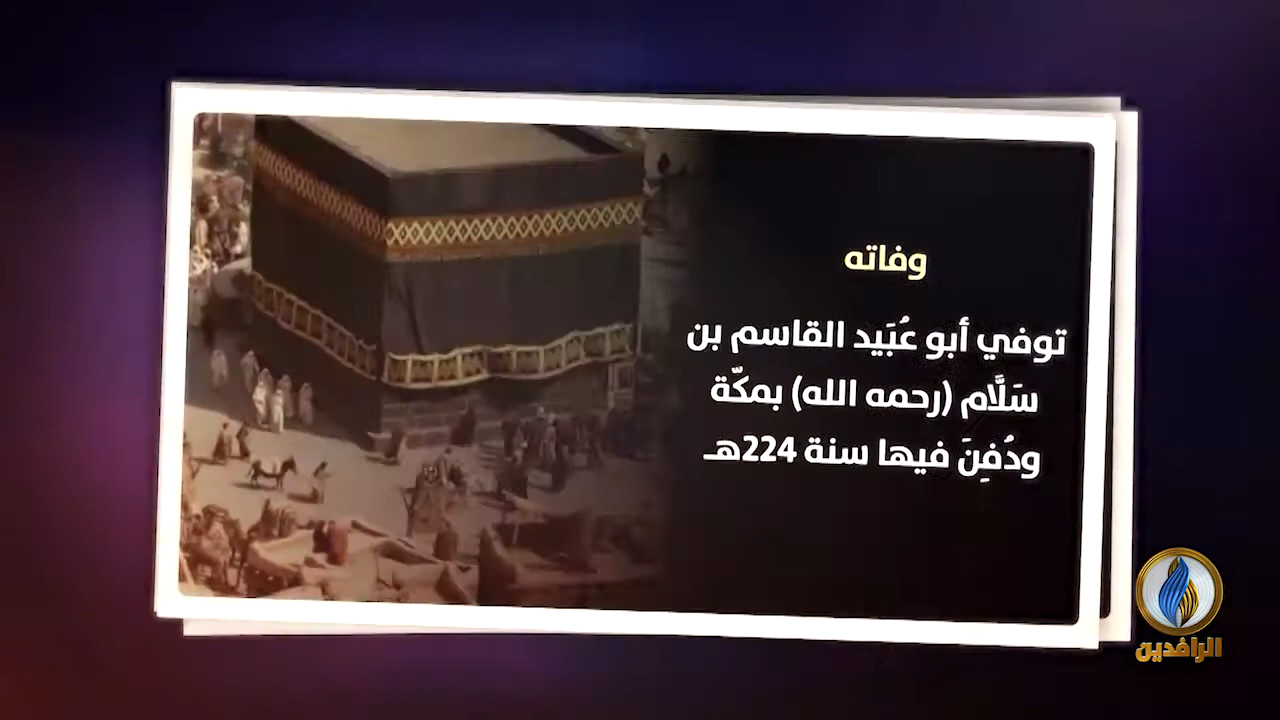 وفاته
توفي أبو عُبَيد القاسم بن
سَلَّام (رحمه الله) بمكّة
ودُفِنَ فيها سنة 224هـ
الرافدين